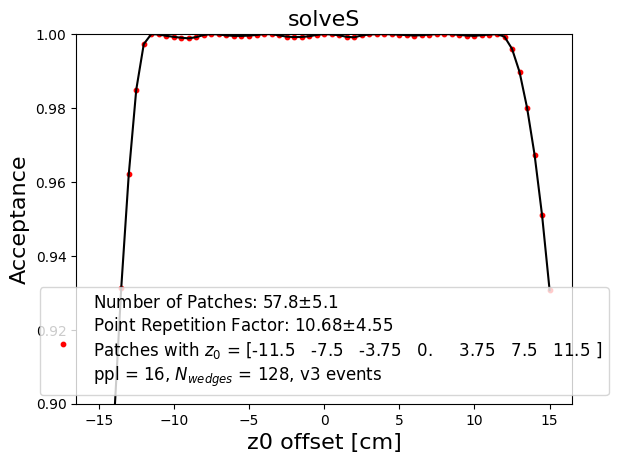 solveS
1.00
0.98
0.96
0.94
0.92
0.90
Acceptance
Number of Patches: 57.8±5.1
Point Repetition Factor: 10.68±4.55
Patches with z₀ = [-11.5 -7.5 -3.75 0. 3.75 7.5 11.5 ]
ppl = 16, N_wedges = 128, v3 events
−15 −10 −5 0 5 10 15
z0 offset [cm]